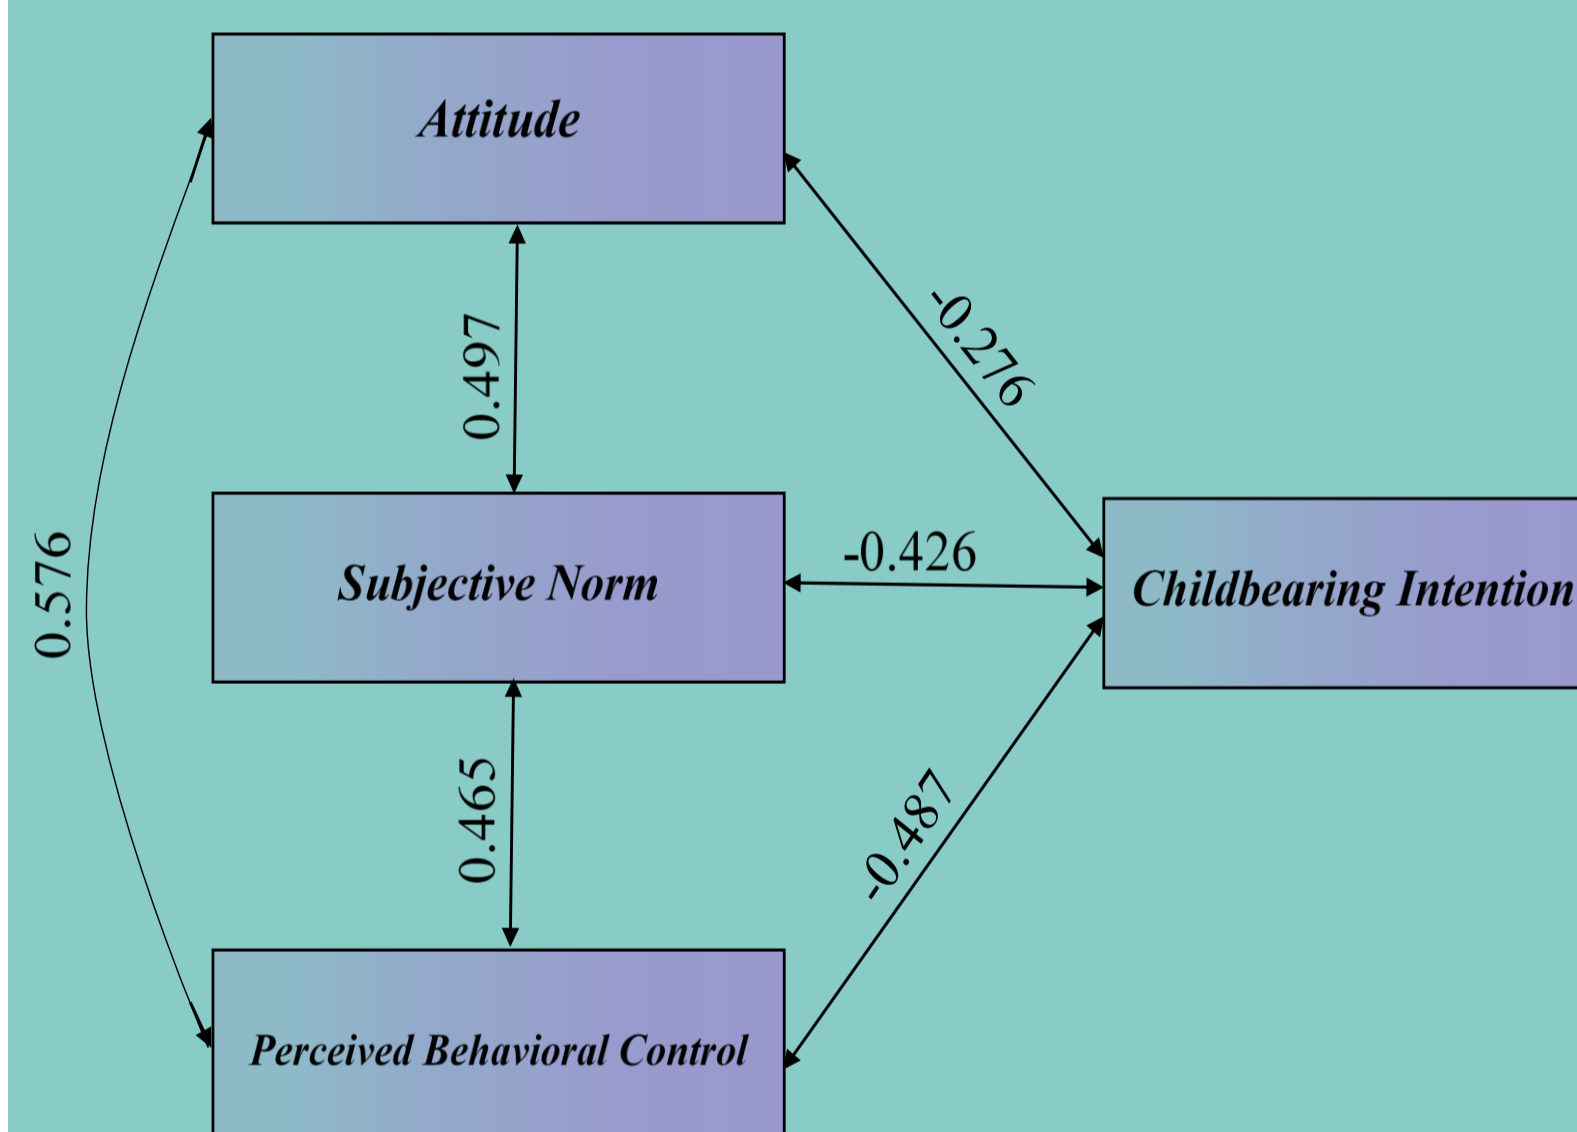 Attitude
0.497
-0.276
0.576
Subjective Norm
-0.426
Childbearing Intention
0.465
-0.487
Perceived Behavioral Control